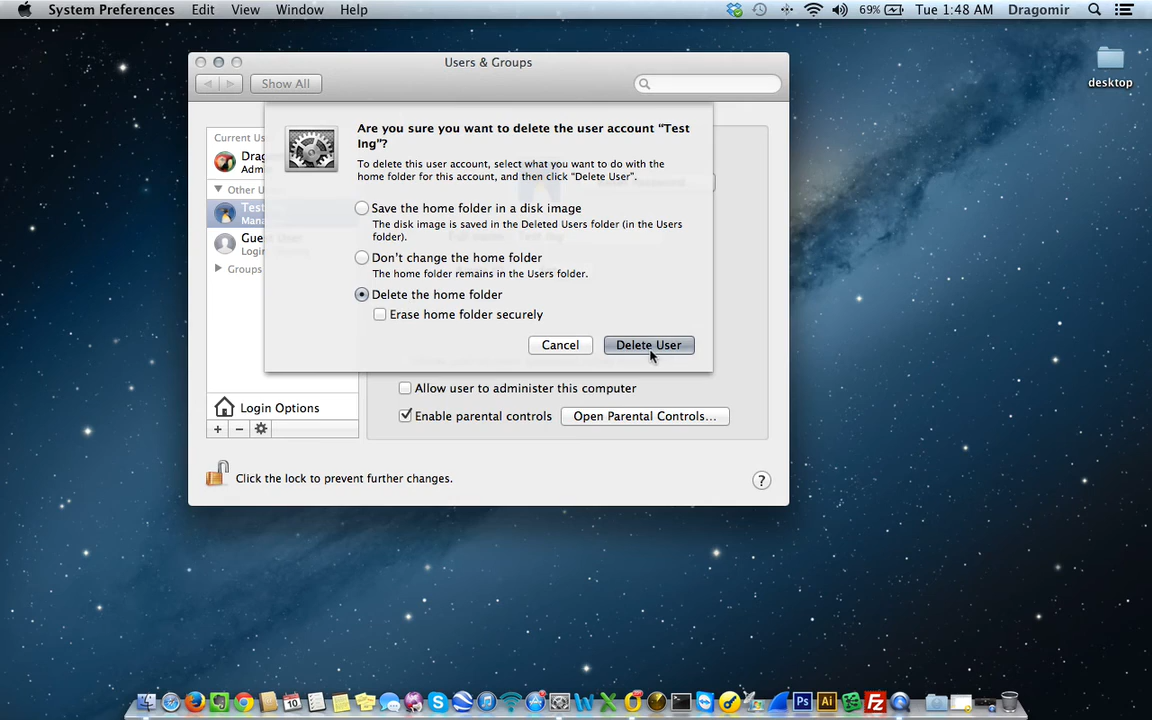 System Preferences Edit View Window Help 69% Tue 1:48 AM Dragomir
desktop
Users & Groups
Show All
Are you sure you want to delete the user account “Test
Ing”?
To delete this user account, select what you want to do with the
home folder for this account, and then click “Delete User”.
Save the home folder in a disk image
The disk image is saved in the Deleted Users folder (in the Users
folder).
Don’t change the home folder
The home folder remains in the Users folder.
Delete the home folder
Erase home folder securely
Cancel Delete User
Current Us
Drag
Admi
Other U
Test
Mana
Guest User
Login
Groups
Login Options
Allow user to administer this computer
Enable parental controls Open Parental Controls...
Click the lock to prevent further changes.
?
Ps
Ai
Fz